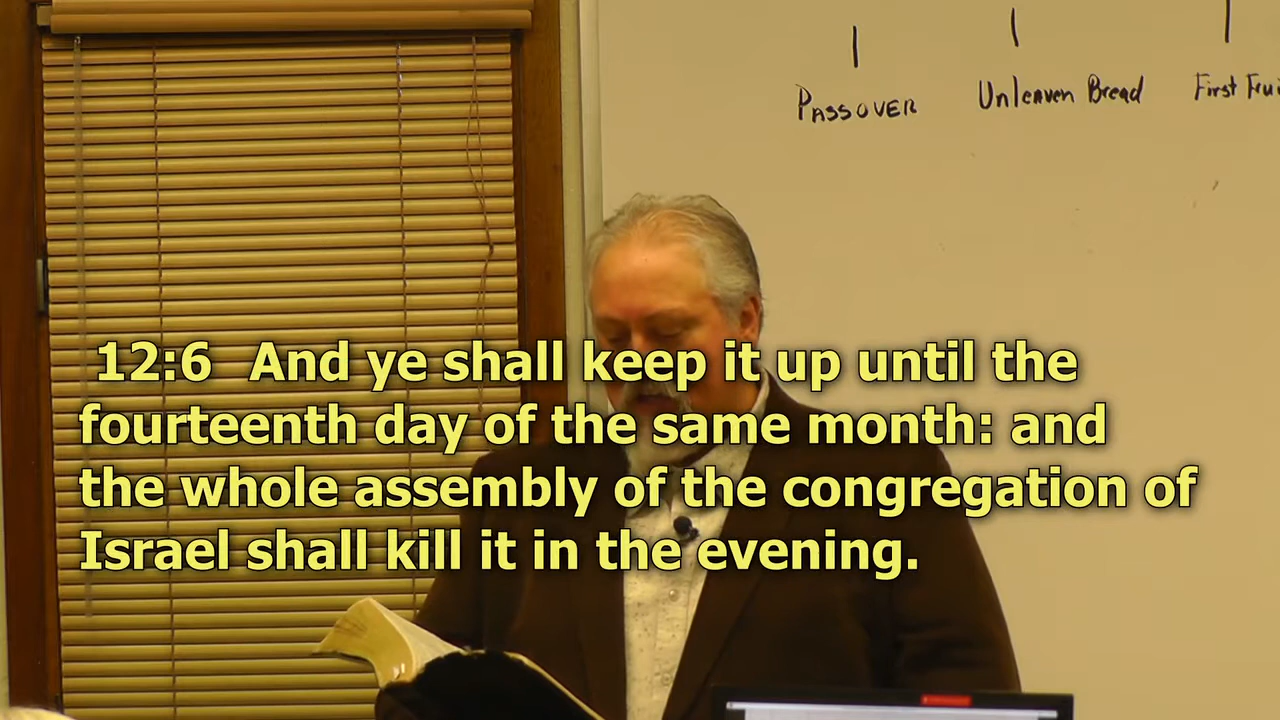 PASSOVER
Unleaven Bread
First
12:6 And ye shall keep it up until the
fourteenth day of the same month: and
the whole assembly of the congregation of
Israel shall kill it in the evening.